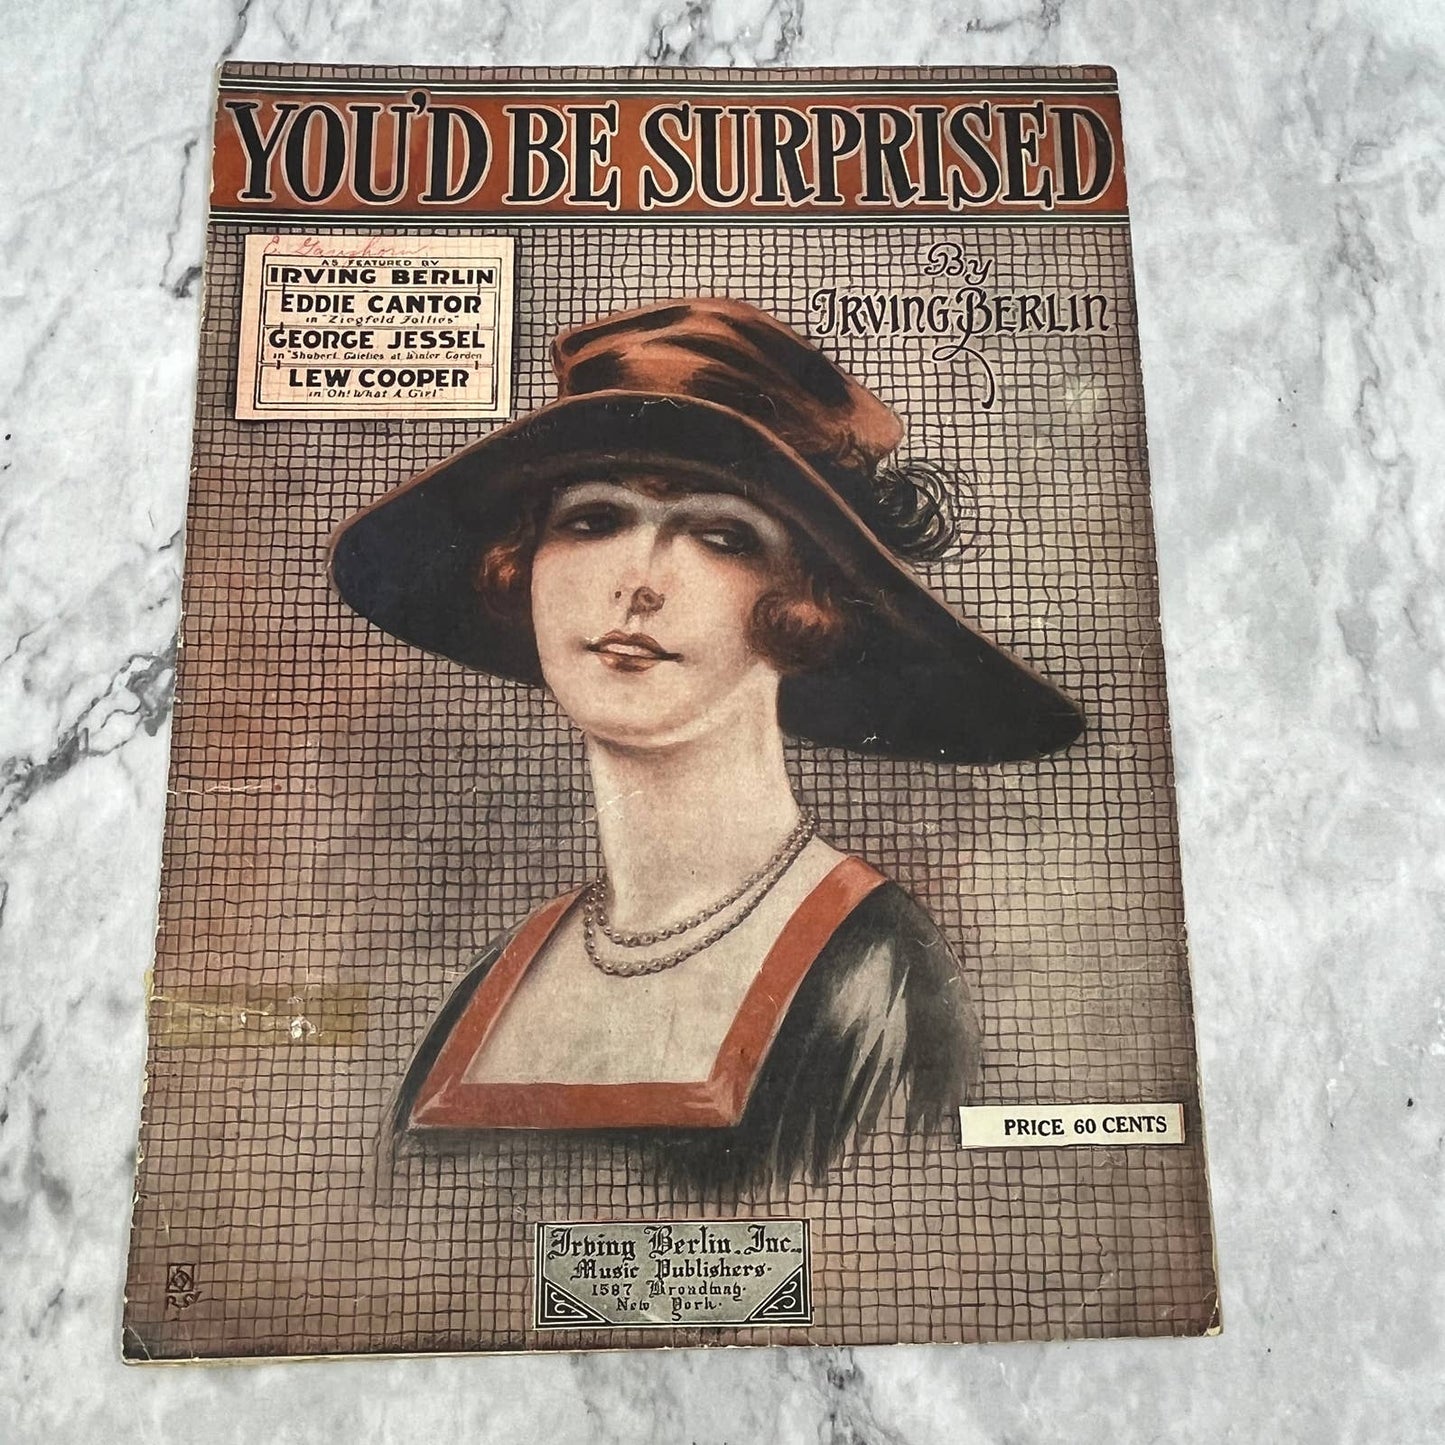 YOU'D BE SURPRISED
By
IRVING BERLIN
AS FEATURED BY
IRVING BERLIN
EDDIE CANTOR
in "Ziegfeld Follies"
GEORGE JESSEL
in "Shubert Gaieties at Winter Garden
LEW COOPER
in "Oh! What A Girl"
PRICE 60 CENTS
Irving Berlin, Inc.
Music Publishers.
1587 Broadway.
New York.
RS